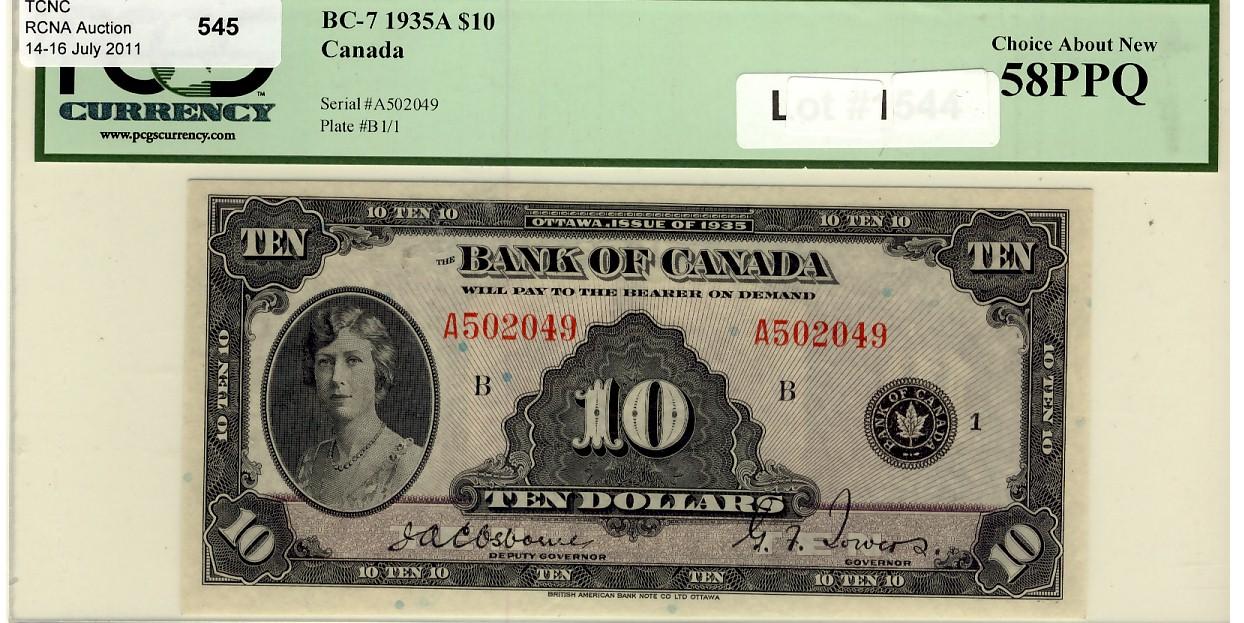 TCNC
RCNA Auction
14-16 July 2011
545
CURRENCY
TM
www.pcgscurrency.com
BC-7 1935A $10
Canada
Serial #A502049
Plate #B1/1
Lot #
544
Choice About New
58PPQ
10 TEN 10
OTTAWA, ISSUE OF 1935
10 TEN 10
TEN
TEN
THE BANK OF CANADA
WILL PAY TO THE BEARER ON DEMAND
A502049
A502049
10 TEN 10
10 TEN 10
B
B
10
BANK OF CANADA
1
TEN DOLLARS
10
10
J.A.C. Osborne
G. F. Towers.
DEPUTY GOVERNOR
GOVERNOR
10 TEN 10
TEN
TEN
10 TEN 10
BRITISH AMERICAN BANK NOTE CO LTD OTTAWA